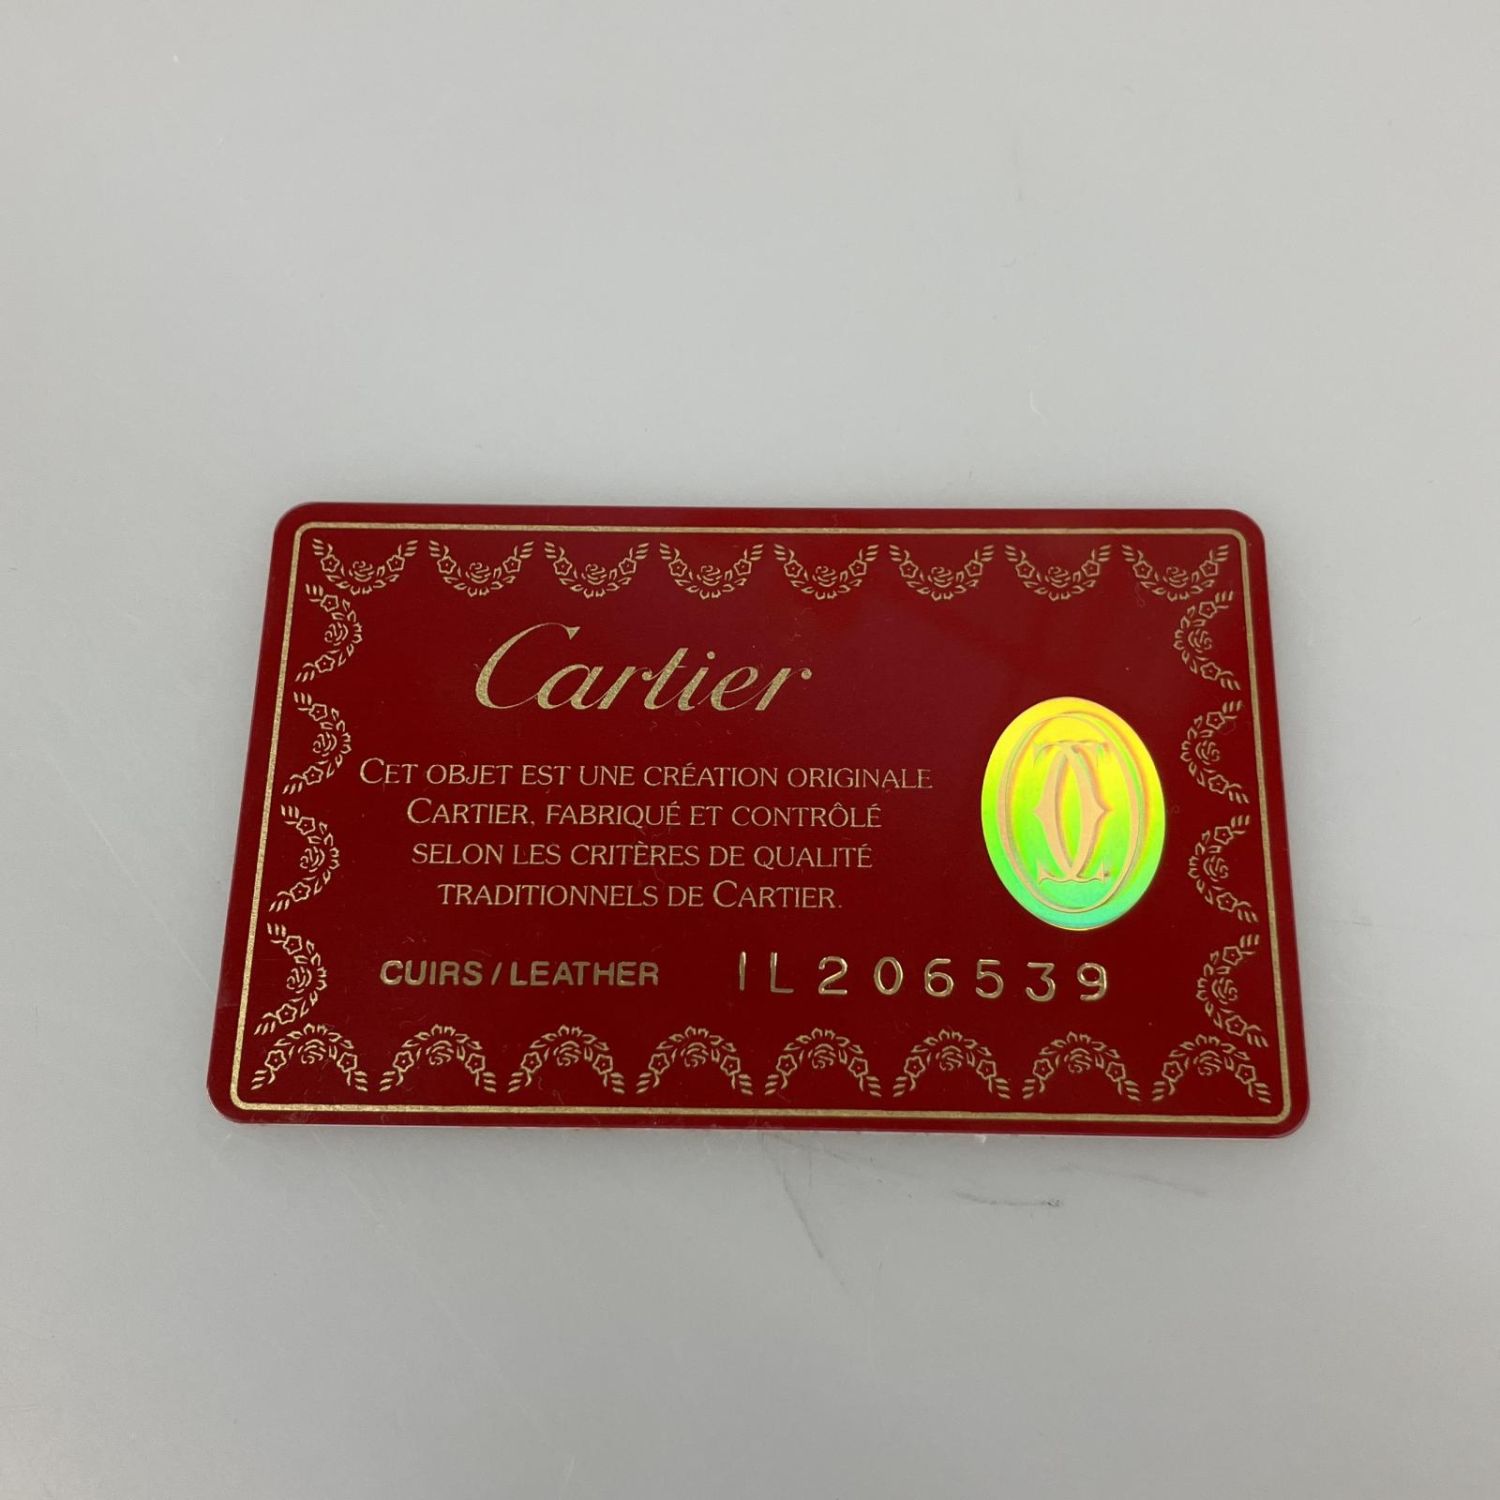 Cartier
CET OBJET EST UNE CRÉATION ORIGINALE
CARTIER, FABRIQUÉ ET CONTRÔLÉ
SELON LES CRITÈRES DE QUALITÉ
TRADITIONNELS DE CARTIER.
CUIRS/LEATHER IL206539